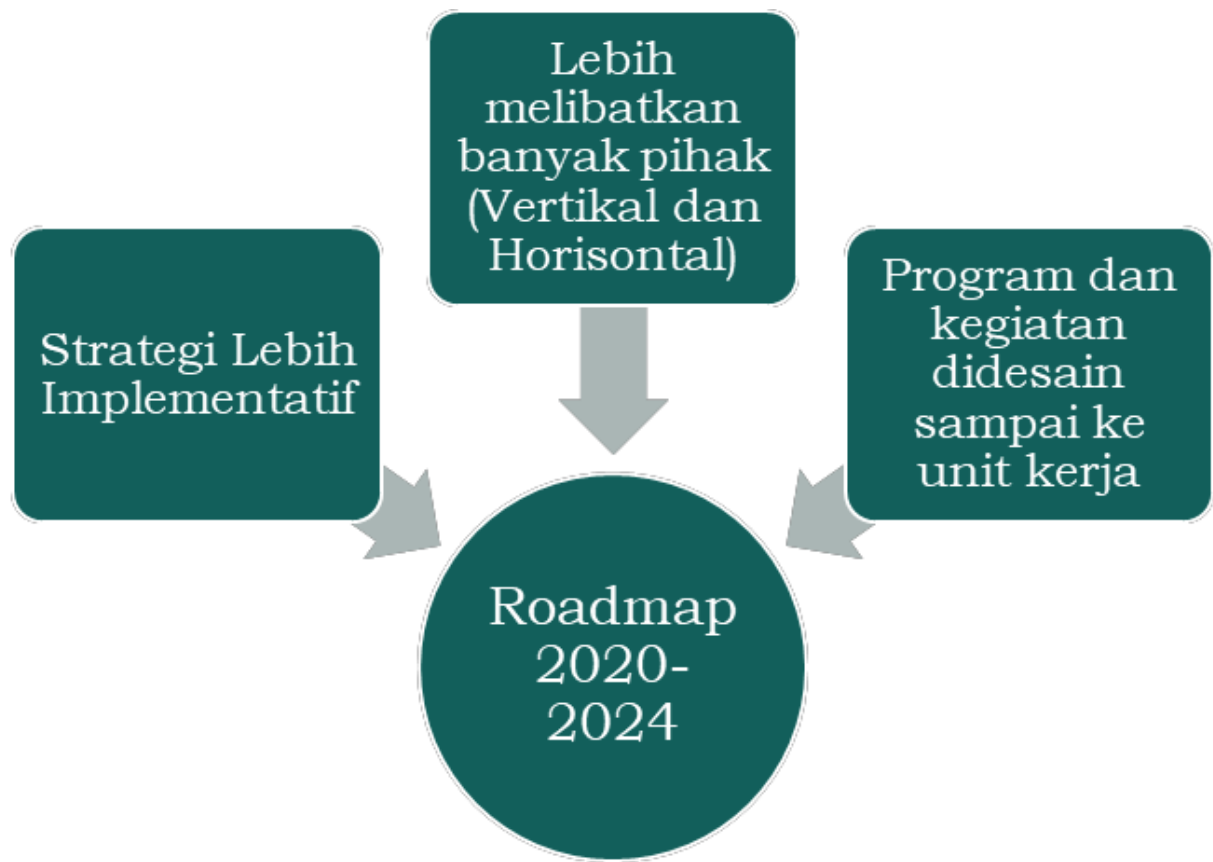 Strategi Lebih
Implementatif
Lebih
melibatkan
banyak pihak
(Vertikal dan
Horisontal)
Program dan
kegiatan
didesain
sampai ke
unit kerja
Roadmap
2020-
2024